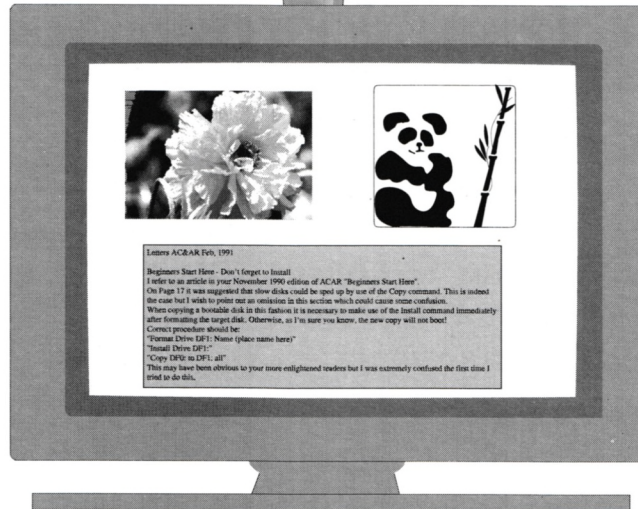 Letters AC&AR Feb, 1991
Beginners Start Here - Don't forget to Install
I refer to an article in your November 1990 edition of ACAR "Beginners Start Here".
On Page 17 it was suggested that slow disks could be sped up by use of the Copy command. This is indeed
the case but I wish to point out an omission in this section which could cause some confusion.
When copying a bootable disk in this fashion it is necessary to make use of the Install command immediately
after formatting the target disk. Otherwise, as I'm sure you know, the new copy will not boot!
Correct procedure should be:
"Format Drive DF1: Name (place name here)"
"Install Drive DF1:"
"Copy DF0: to DF1: all"
This may have been obvious to your more enlightened readers but I was extremely confused the first time I
tried to do this.